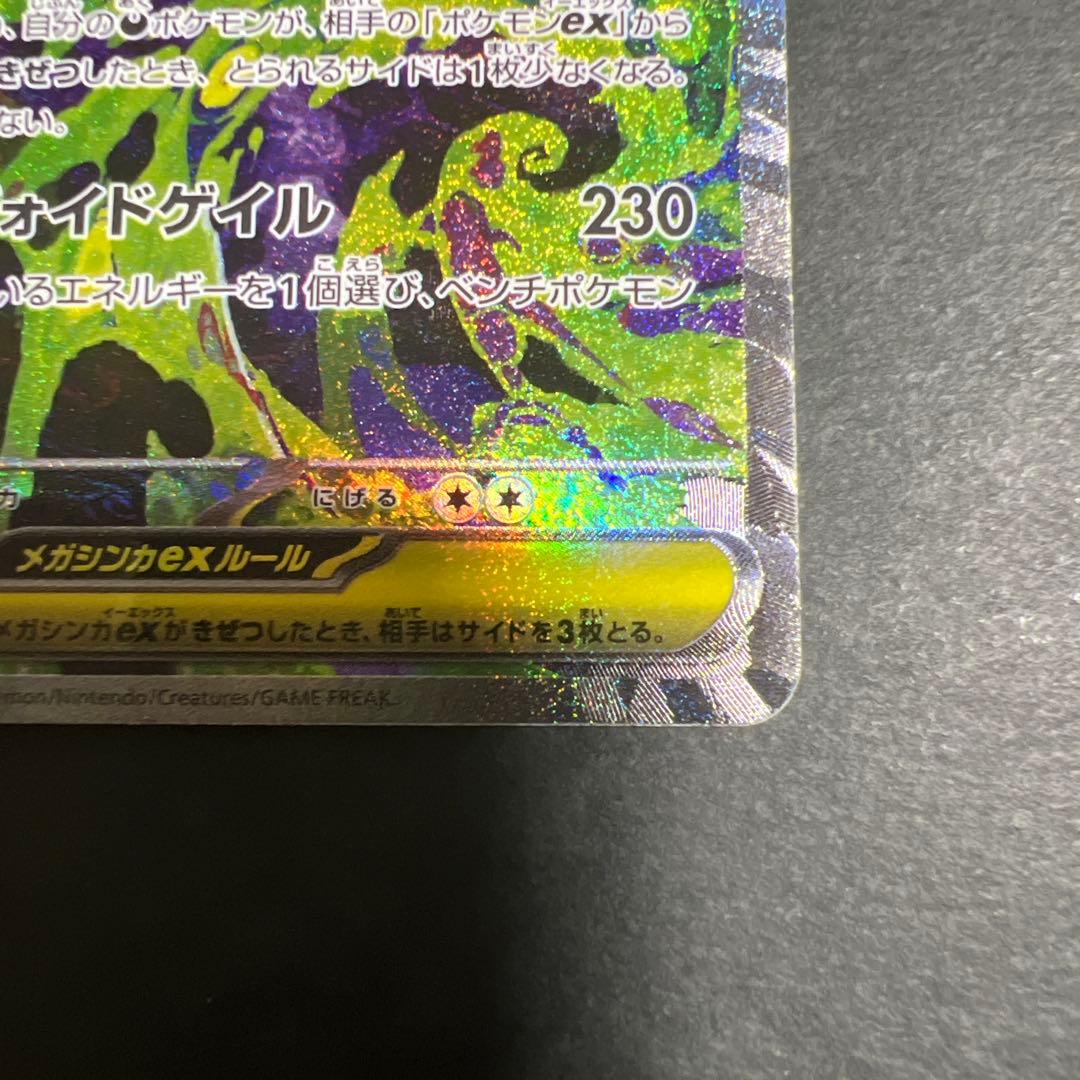 、自分の悪ポケモンが、相手の「ポケモンex」から
きぜつしたとき、とられるサイドは1枚少なくなる。
ない。
ォイドゲイル 230
いるエネルギーを1個選び、ベンチポケモン
カ にげる
メガシンカexルール
メガシンカexがきぜつしたとき、相手はサイドを3枚とる。
mon/Nintendo/Creatures/GAME FREAK